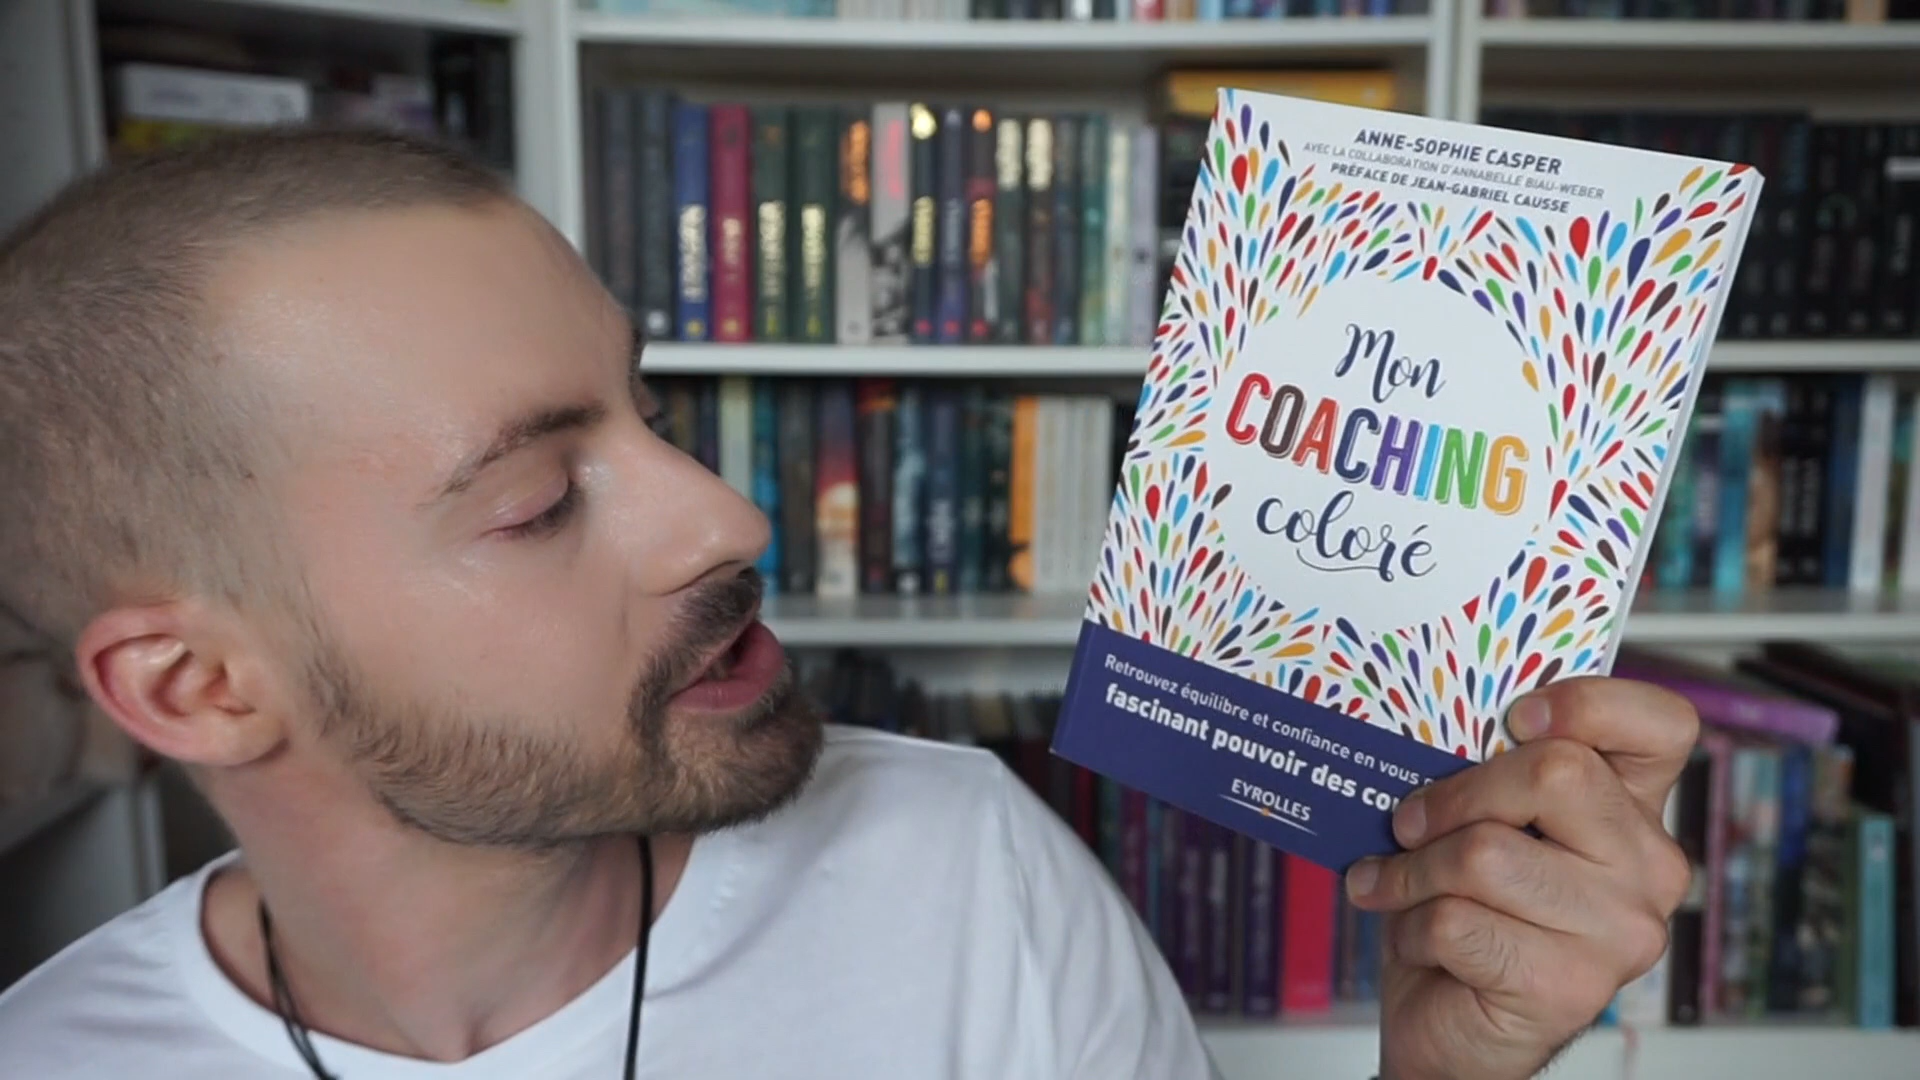 ANNE-SOPHIE CASPER
AVEC LA COLLABORATION D'ANNABELLE BIAU-WEBER
PRÉFACE DE JEAN-GABRIEL CAUSSE
Mon
COACHING
coloré
Retrouvez équilibre et confiance en vous
fascinant pouvoir des
EYROLLES